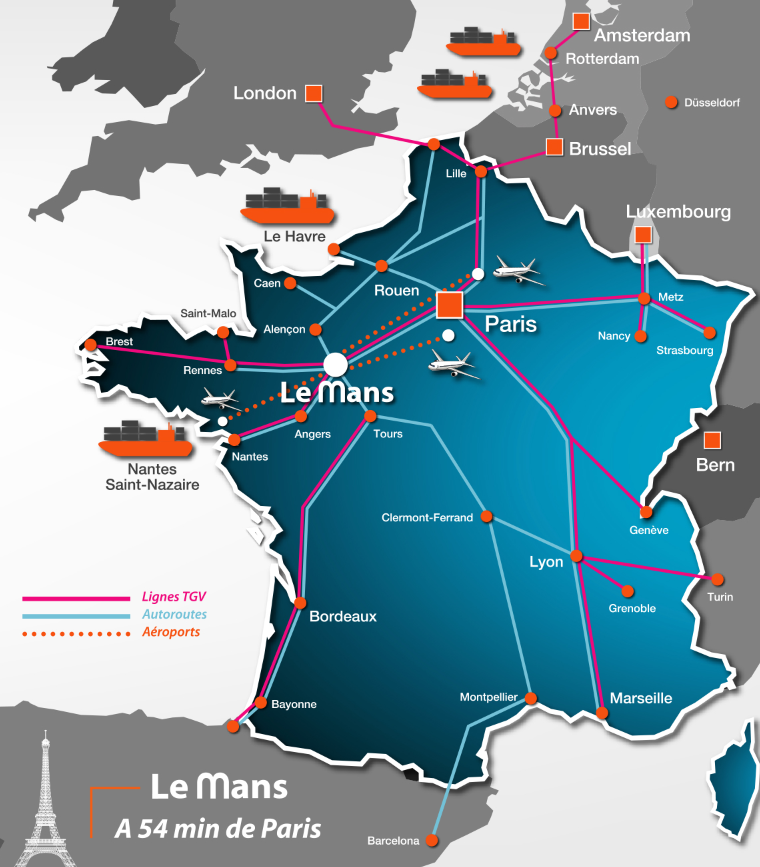 Amsterdam
Rotterdam
London
Düsseldorf
Anvers
Brussel
Lille
Luxembourg
Le Havre
Caen
Rouen
Metz
Saint-Malo
Paris
Alençon
Nancy
Strasbourg
Brest
Rennes
Le Mans
Angers
Tours
Nantes
Bern
Nantes
Saint-Nazaire
Clermont-Ferrand
Genève
Lyon
Lignes TGV
Autoroutes
Aéroports
Turin
Grenoble
Bordeaux
Bayonne
Montpellier
Marseille
Le Mans
A 54 min de Paris
Barcelona